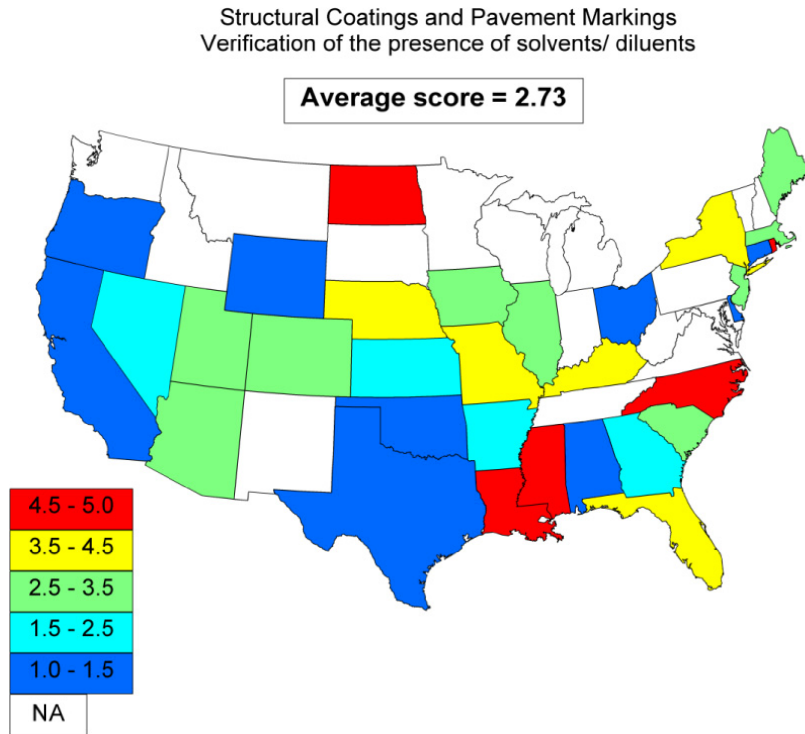 Structural Coatings and Pavement Markings
Verification of the presence of solvents/ diluents
Average score = 2.73
4.5 - 5.0
3.5 - 4.5
2.5 - 3.5
1.5 - 2.5
1.0 - 1.5
NA